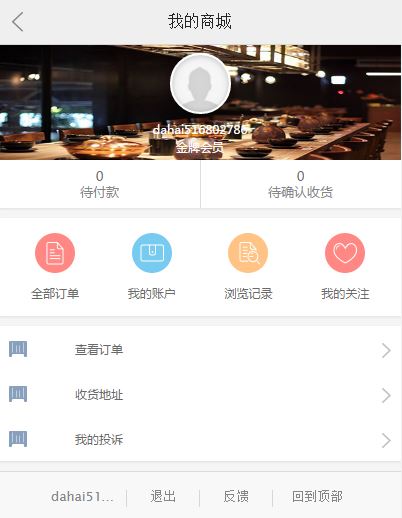 我的商城
dahai516802786
金牌会员
0 0
待付款 待确认收货
全部订单 我的账户 浏览记录 我的关注
查看订单
收货地址
我的投诉
dahai51... 退出 反馈 回到顶部